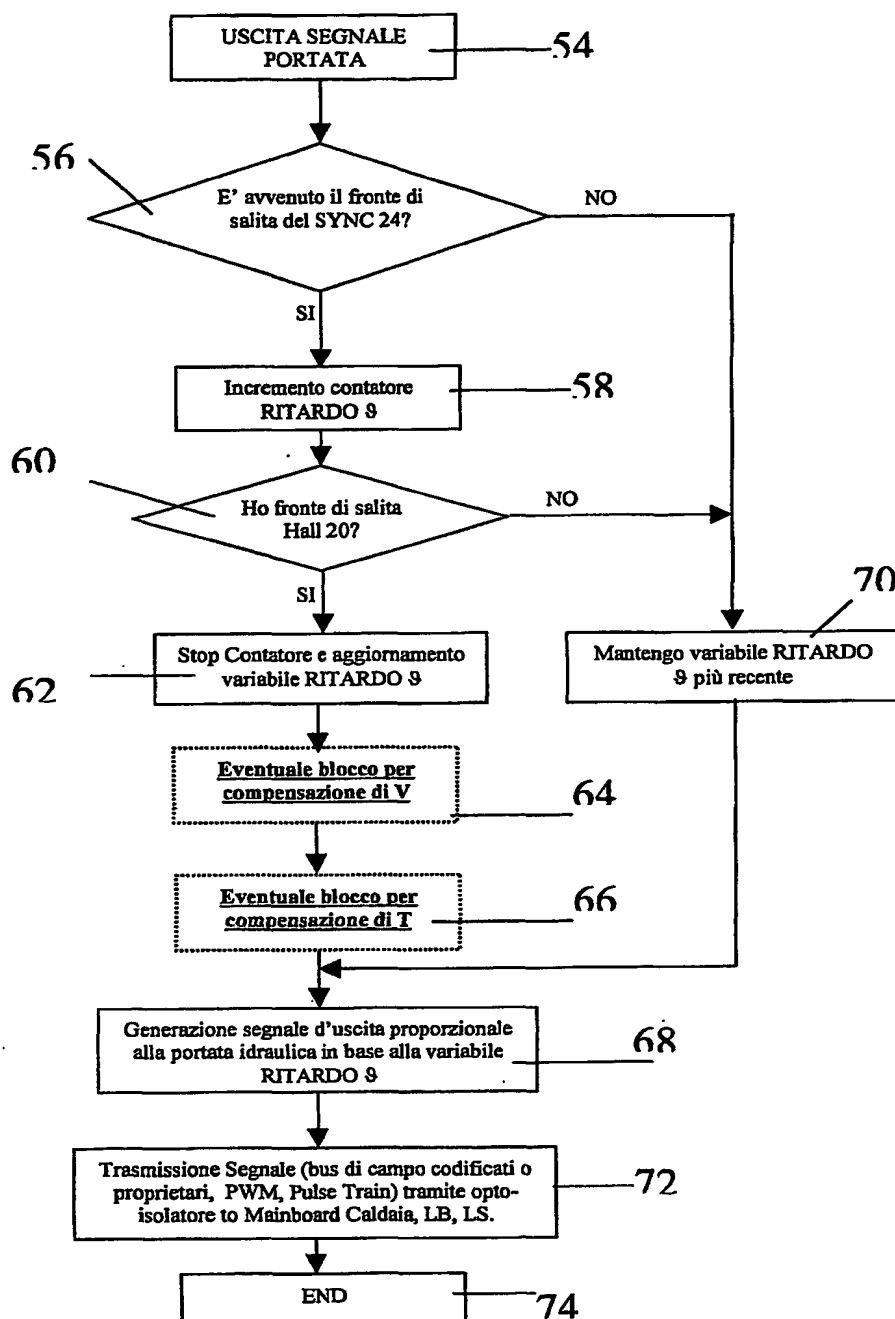 USCITA SEGNALE
PORTATA
54
56
E' avvenuto il fronte di
salita del SYNC 24?
NO
SI
Incremento contatore
RITARDO ϑ
58
60
Ho fronte di salita
Hall 20?
NO
SI
70
Stop Contatore e aggiornamento
variabile RITARDO ϑ
62
Mantengo variabile RITARDO
ϑ più recente
Eventuale blocco per
compensazione di V
64
Eventuale blocco per
compensazione di T
66
Generazione segnale d'uscita proporzionale
alla portata idraulica in base alla variabile
RITARDO ϑ
68
Trasmissione Segnale (bus di campo codificati o
proprietari, PWM, Pulse Train) tramite opto-
isolatore to Mainboard Caldaia, LB, LS.
72
END
74